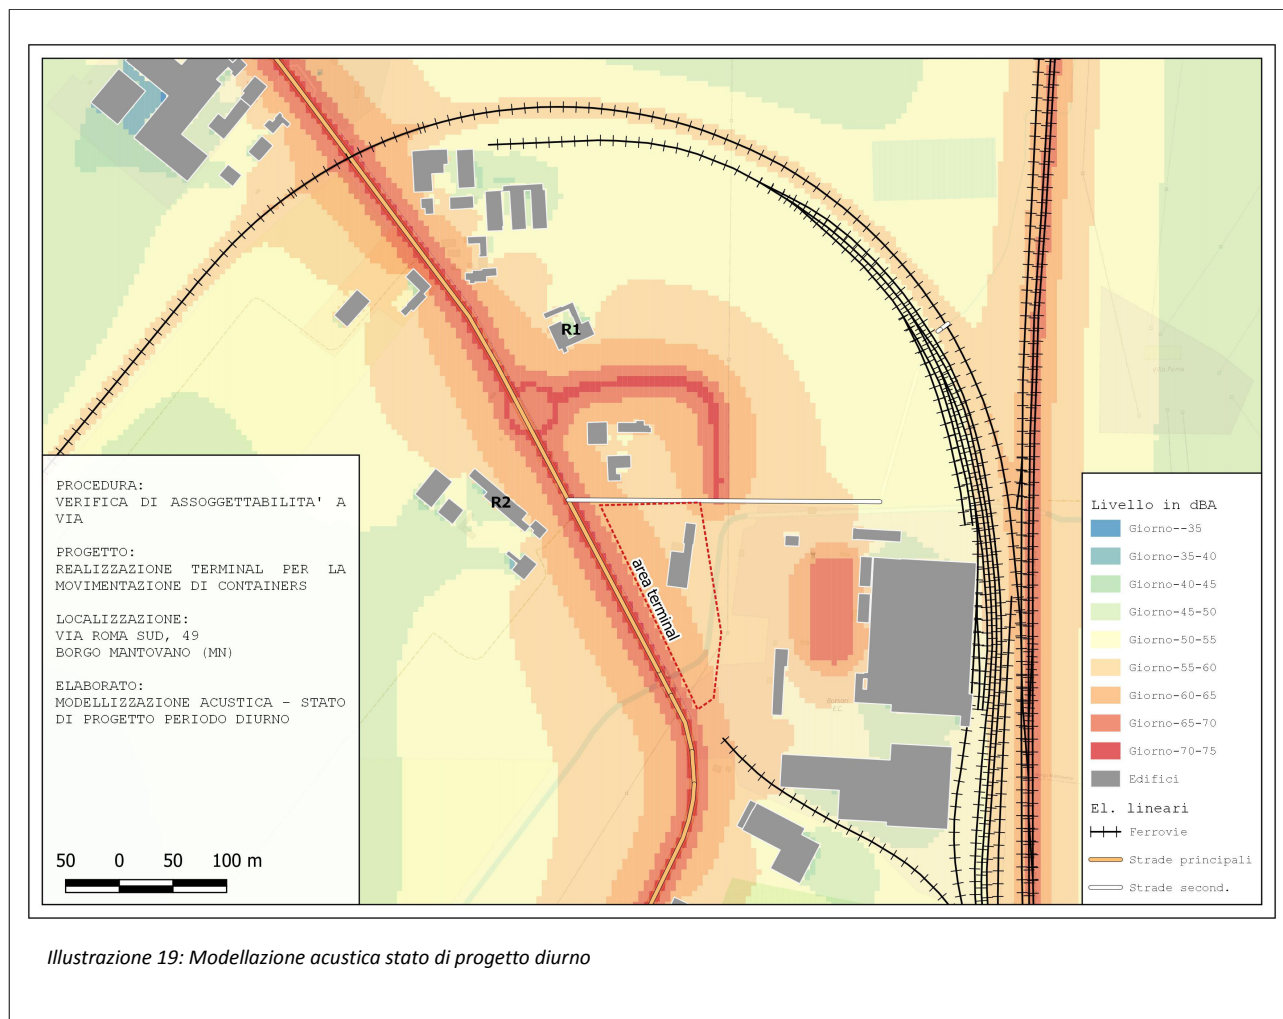 R1
R2
area terminal
PROCEDURA:
VERIFICA DI ASSOGGETTABILITA' A
VIA
PROGETTO:
REALIZZAZIONE TERMINAL PER LA
MOVIMENTAZIONE DI CONTAINERS
LOCALIZZAZIONE:
VIA ROMA SUD, 49
BORGO MANTOVANO (MN)
ELABORATO:
MODELLIZZAZIONE ACUSTICA - STATO
DI PROGETTO PERIODO DIURNO
50 0 50 100 m
Livello in dBA
Giorno--35
Giorno-35-40
Giorno-40-45
Giorno-45-50
Giorno-50-55
Giorno-55-60
Giorno-60-65
Giorno-65-70
Giorno-70-75
Edifici
El. lineari
Ferrovie
Strade principali
Strade second.
Illustrazione 19: Modellazione acustica stato di progetto diurno